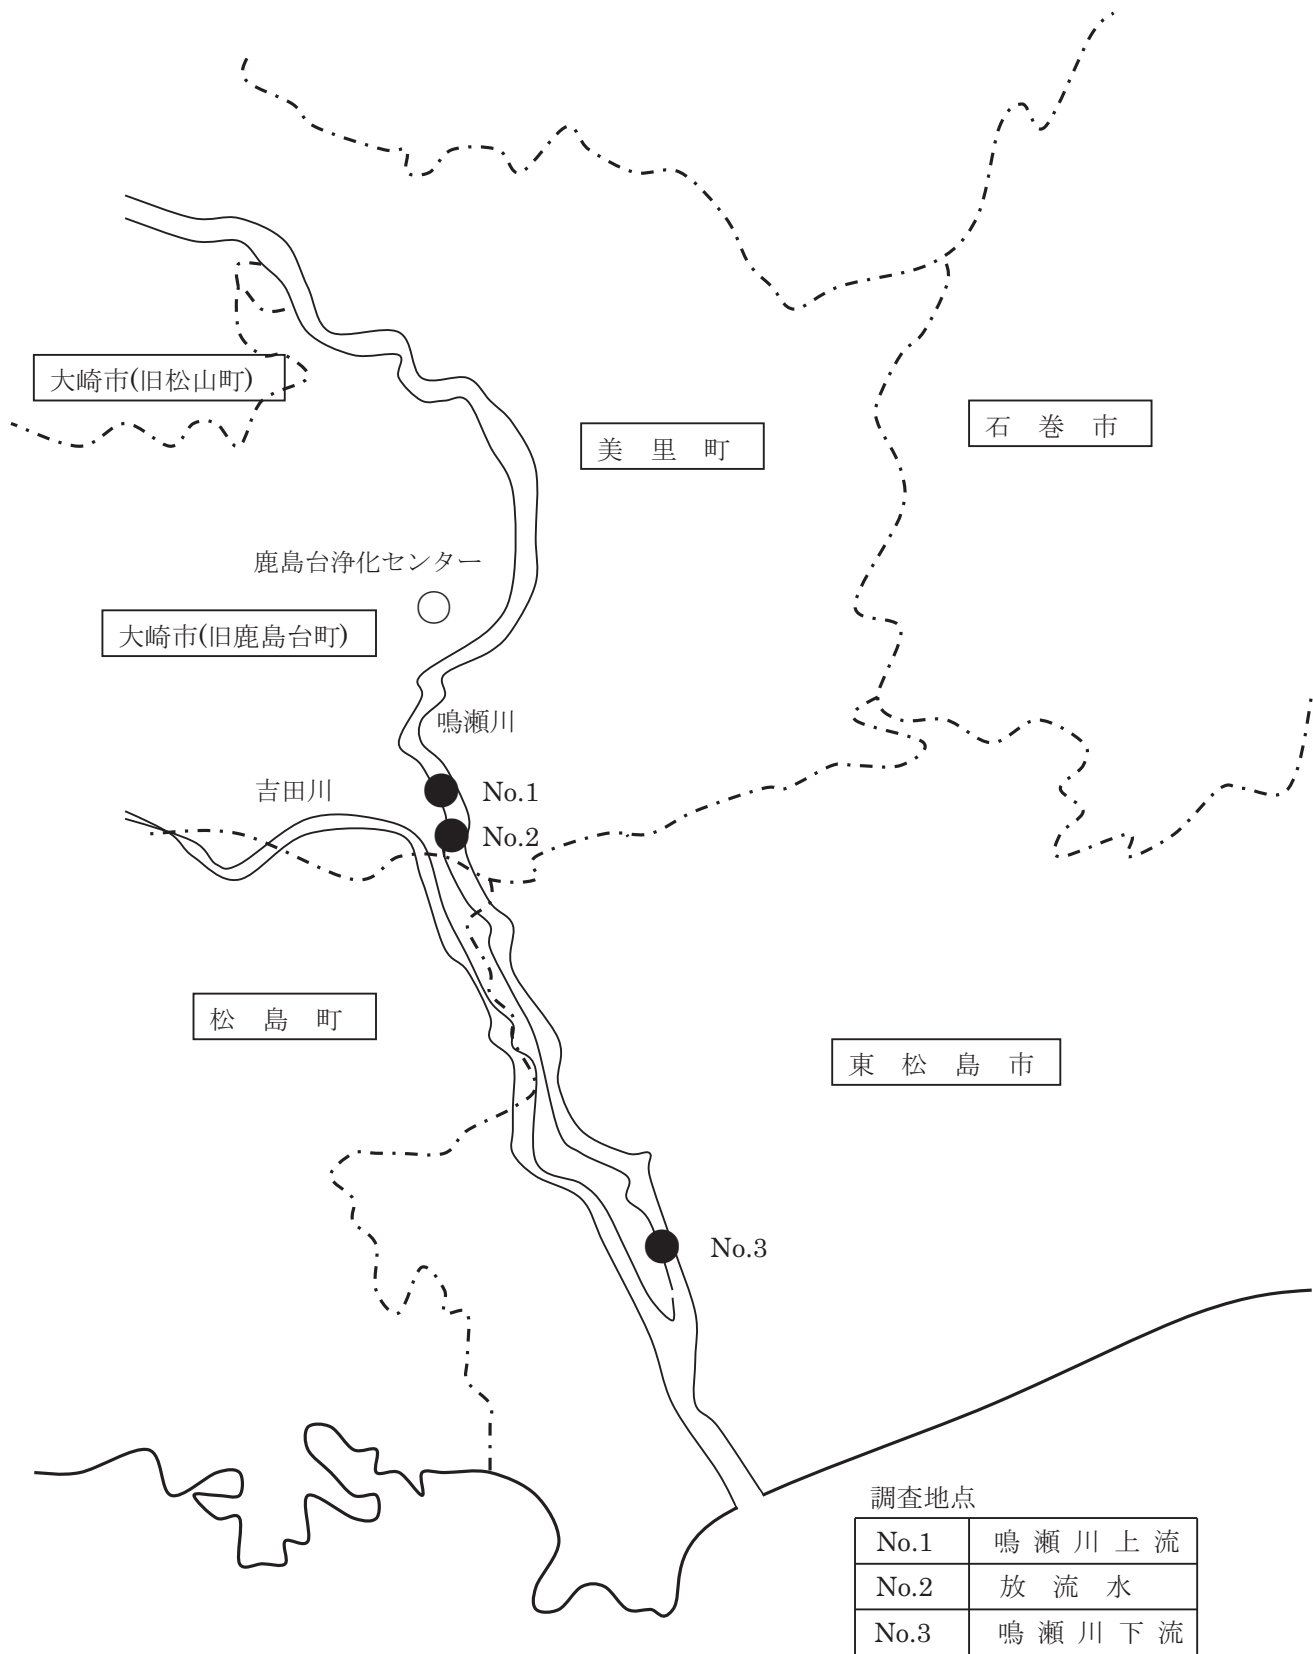 大崎市(旧松山町)
美 里 町
石 巻 市
鹿島台浄化センター
大崎市(旧鹿島台町)
鳴瀬川
吉田川
No.1
No.2
松 島 町
東 松 島 市
No.3
調査地点
No.1 鳴 瀬 川 上 流
No.2 放 流 水
No.3 鳴 瀬 川 下 流